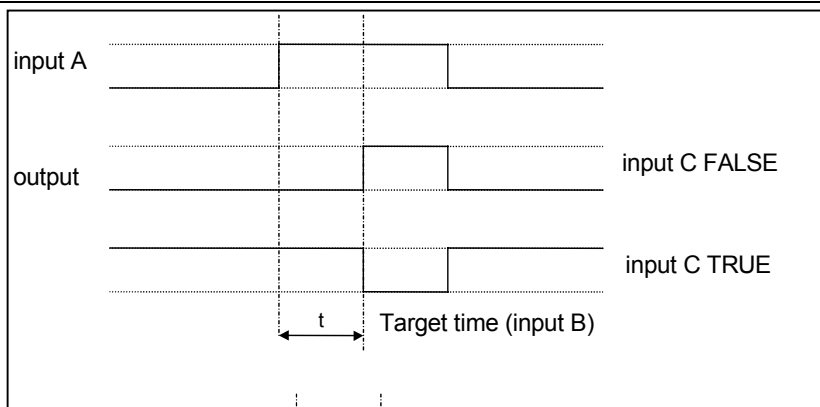 input A
input C FALSE
output
input C TRUE
t
Target time (input B)